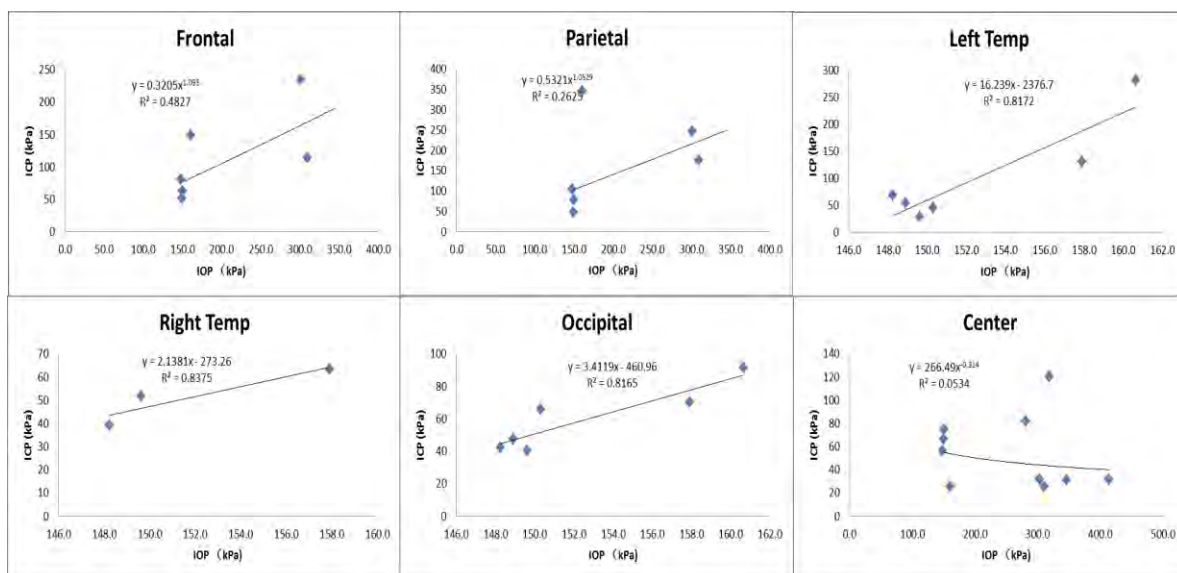 Frontal
y = 0.3205x^1.093
R² = 0.4827
ICP (kPa)
250
200
150
100
50
0
0.0 50.0 100.0 150.0 200.0 250.0 300.0 350.0 400.0
IOP (kPa)
Parietal
y = 0.5321x^1.0529
R² = 0.2625
ICP (kPa)
400
350
300
250
200
150
100
50
0
0.0 100.0 200.0 300.0 400.0
IOP (kPa)
Left Temp
y = 16.239x - 2376.7
R² = 0.8172
ICP (kPa)
300
250
200
150
100
50
0
146.0 148.0 150.0 152.0 154.0 156.0 158.0 160.0 162.0
IOP (kPa)
Right Temp
y = 2.1381x - 273.26
R² = 0.8375
ICP (kPa)
70
60
50
40
30
20
10
0
146.0 148.0 150.0 152.0 154.0 156.0 158.0 160.0
IOP (kPa)
Occipital
y = 3.4119x - 460.96
R² = 0.8165
ICP (kPa)
100
80
60
40
20
0
146.0 148.0 150.0 152.0 154.0 156.0 158.0 160.0 162.0
IOP (kPa)
Center
y = 266.49x^-0.314
R² = 0.0534
ICP (kPa)
140
120
100
80
60
40
20
0
0.0 100.0 200.0 300.0 400.0 500.0
IOP (kPa)